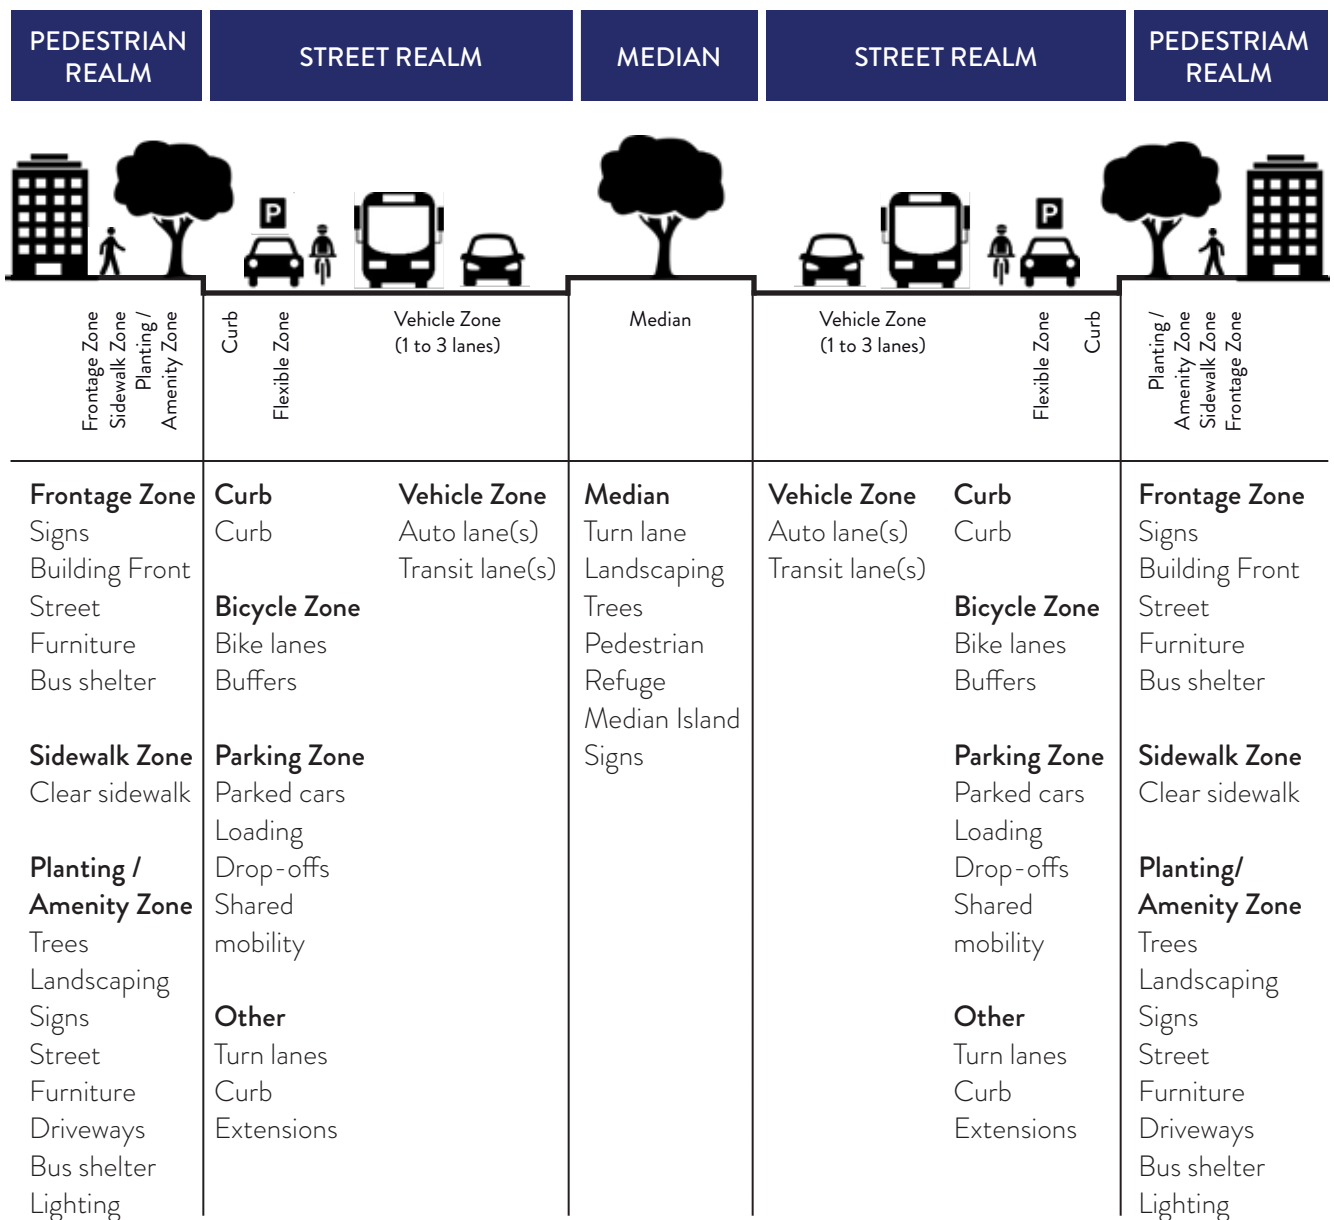 PEDESTRIAN
REALM
STREET REALM
MEDIAN
STREET REALM
PEDESTRIAM
REALM
P
P
Frontage Zone
Sidewalk Zone
Planting /
Amenity Zone
Curb
Flexible Zone
Vehicle Zone
(1 to 3 lanes)
Median
Vehicle Zone
(1 to 3 lanes)
Flexible Zone
Curb
Planting /
Amenity Zone
Sidewalk Zone
Frontage Zone
Frontage Zone
Signs
Building Front
Street
Furniture
Bus shelter
Sidewalk Zone
Clear sidewalk
Planting /
Amenity Zone
Trees
Landscaping
Signs
Street
Furniture
Driveways
Bus shelter
Lighting
Curb
Curb
Bicycle Zone
Bike lanes
Buffers
Parking Zone
Parked cars
Loading
Drop-offs
Shared
mobility
Other
Turn lanes
Curb
Extensions
Vehicle Zone
Auto lane(s)
Transit lane(s)
Median
Turn lane
Landscaping
Trees
Pedestrian
Refuge
Median Island
Signs
Vehicle Zone
Auto lane(s)
Transit lane(s)
Curb
Curb
Bicycle Zone
Bike lanes
Buffers
Parking Zone
Parked cars
Loading
Drop-offs
Shared
mobility
Other
Turn lanes
Curb
Extensions
Frontage Zone
Signs
Building Front
Street
Furniture
Bus shelter
Sidewalk Zone
Clear sidewalk
Planting/
Amenity Zone
Trees
Landscaping
Signs
Street
Furniture
Driveways
Bus shelter
Lighting